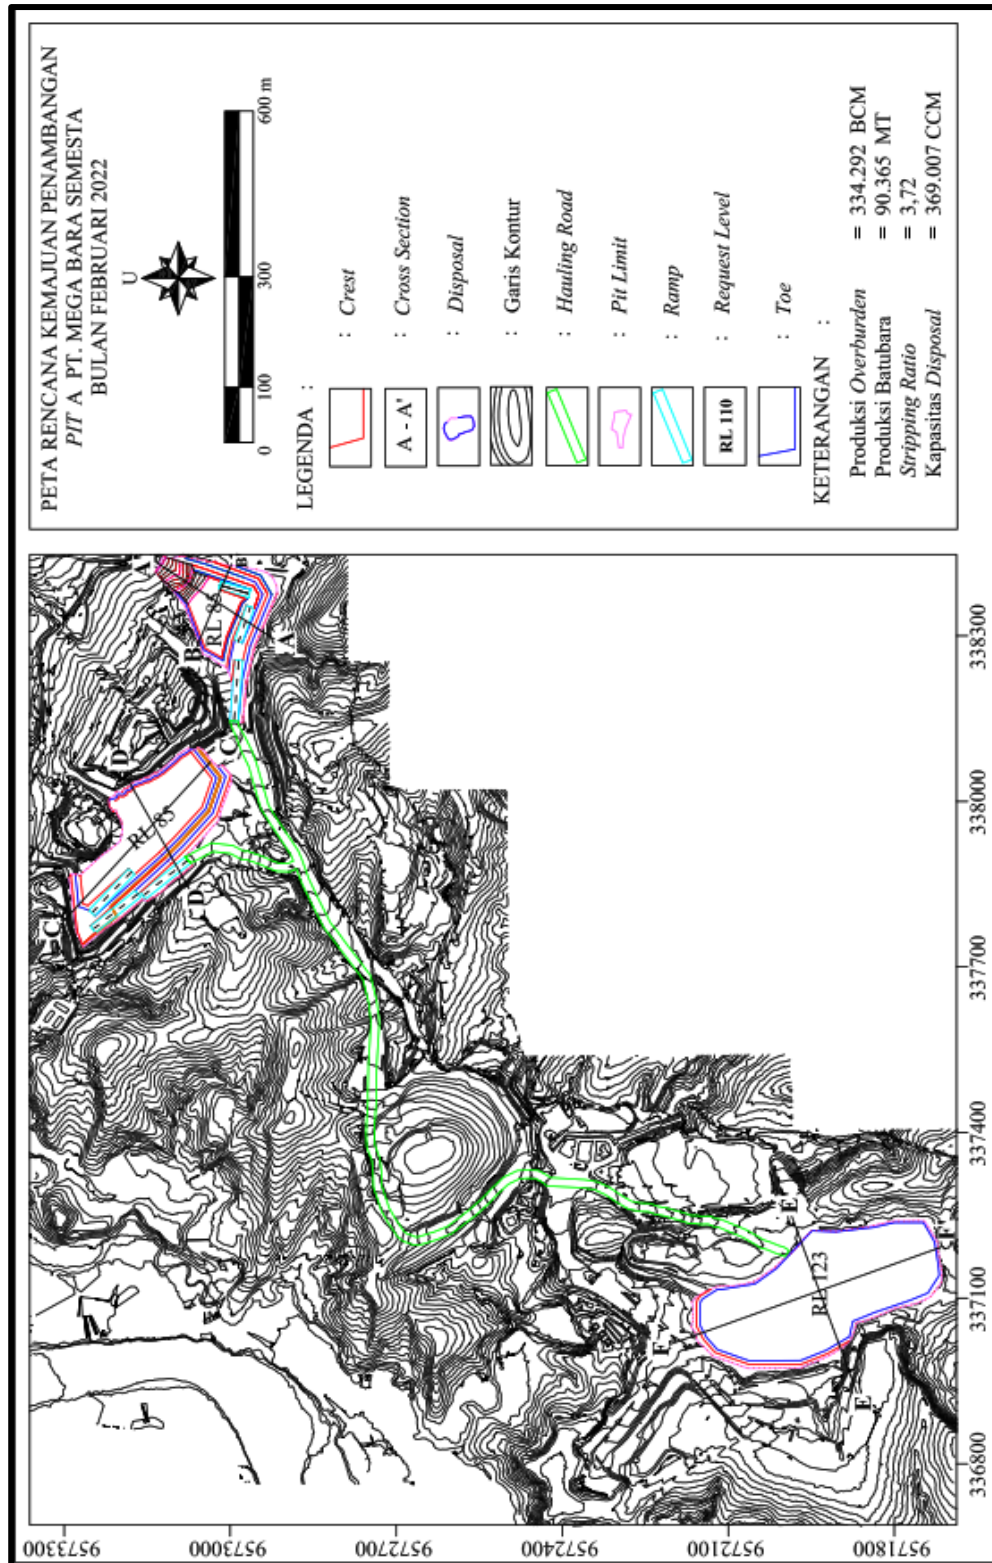 PETA RENCANA KEMAJUAN PENAMBANGAN
PIT A PT. MEGA BARA SEMESTA
BULAN FEBRUARI 2022
U
0 100 300 600 m
LEGENDA :
: Crest
A - A' : Cross Section
: Disposal
: Garis Kontur
: Hauling Road
: Pit Limit
: Ramp
RL 110 : Request Level
: Toe
KETERANGAN :
Produksi Overburden = 334.292 BCM
Produksi Batubara = 90.365 MT
Stripping Ratio = 3,72
Kapasitas Disposal = 369.007 CCM
9573300
9573000
9572700
9572400
9572100
9571800
336800
337100
337400
337700
338000
338300
C
D
RL 85
D
C
B
A
RL 86
B
A
F
E
RL 123
E
F